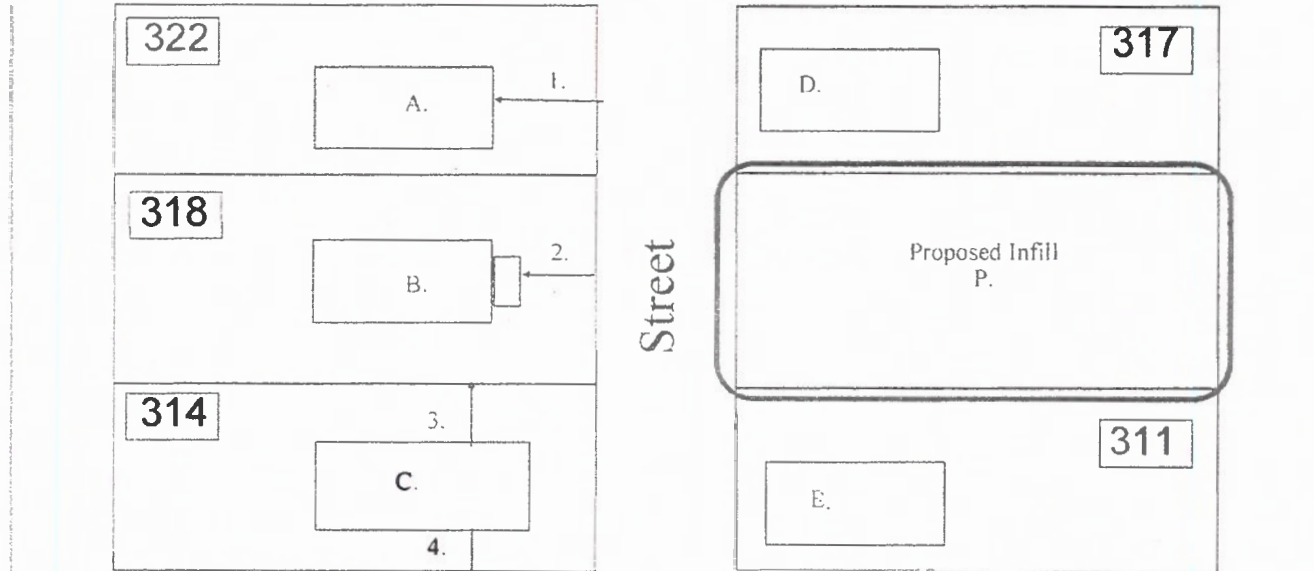 322
A.
1.
318
B.
2.
314
3.
C.
4.
Street
317
D.
Proposed Infill
P.
311
E.